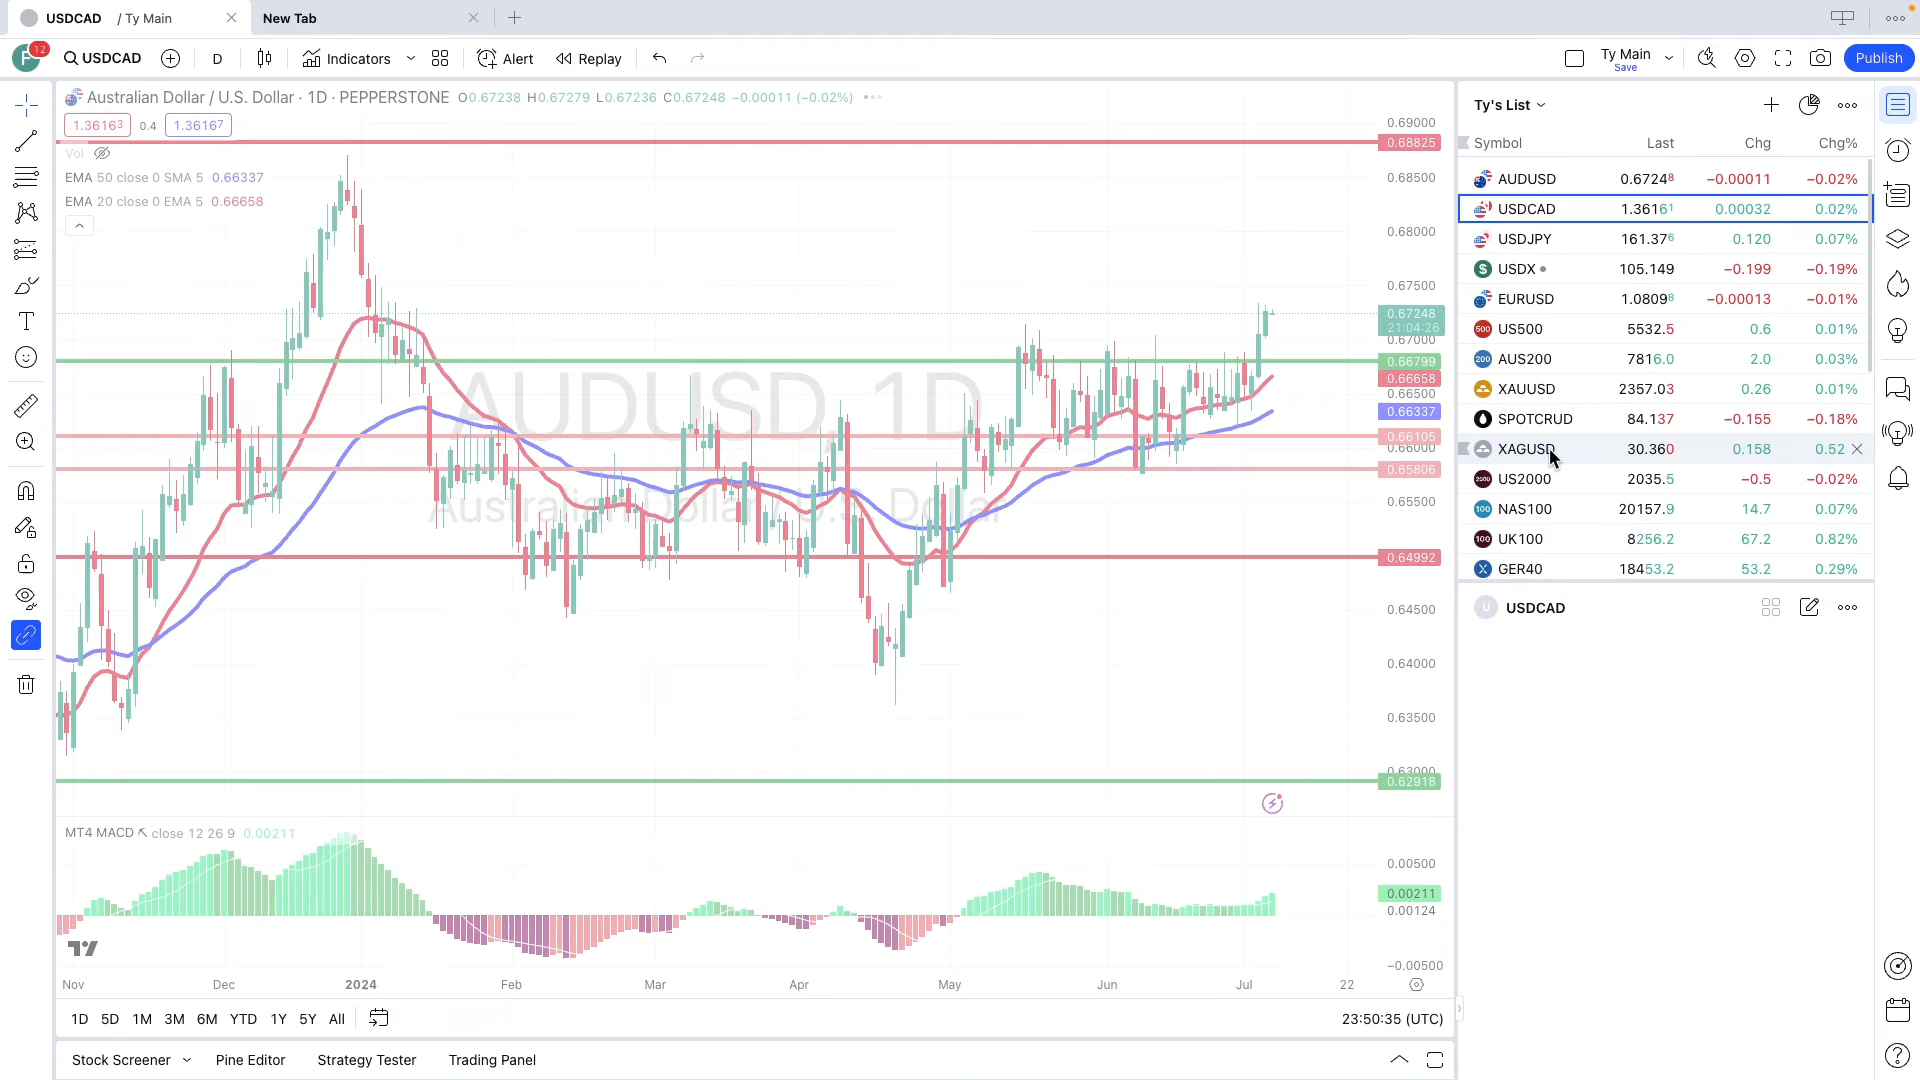 USDCAD / Ty Main
New Tab
F 12 USDCAD D Indicators Alert Replay Ty Main Save Publish
Australian Dollar / U.S. Dollar · 1D · PEPPERSTONE O0.67238 H0.67279 L0.67236 C0.67248 −0.00011 (−0.02%)
1.36163 0.4 1.36167
Vol
EMA 50 close 0 SMA 5 0.66337
EMA 20 close 0 EMA 5 0.66658
AUDUSD, 1D
Australian Dollar / U.S. Dollar
0.69000
0.68825
0.68500
0.68000
0.67500
0.67248
21:04:26
0.67000
0.66799
0.66658
0.66500
0.66337
0.66105
0.66000
0.65806
0.65500
0.64992
0.64500
0.64000
0.63500
0.63000
0.62918
MT4 MACD close 12 26 9 0.00211
0.00500
0.00211
0.00124
−0.00500
Nov Dec 2024 Feb Mar Apr May Jun Jul 22
1D 5D 1M 3M 6M YTD 1Y 5Y All 23:50:35 (UTC)
Stock Screener Pine Editor Strategy Tester Trading Panel
Ty's List
Symbol Last Chg Chg%
AUDUSD 0.67248 −0.00011 −0.02%
USDCAD 1.36161 0.00032 0.02%
USDJPY 161.376 0.120 0.07%
$ USDX 105.149 −0.199 −0.19%
EURUSD 1.08098 −0.00013 −0.01%
500 US500 5532.5 0.6 0.01%
200 AUS200 7816.0 2.0 0.03%
XAUUSD 2357.03 0.26 0.01%
SPOTCRUD 84.137 −0.155 −0.18%
XAGUSD 30.360 0.158 0.52
2000 US2000 2035.5 −0.5 −0.02%
100 NAS100 20157.9 14.7 0.07%
100 UK100 8256.2 67.2 0.82%
X GER40 18453.2 53.2 0.29%
U USDCAD